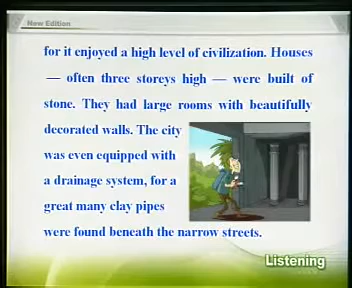 New Edition
for it enjoyed a high level of civilization. Houses
— often three storeys high — were built of
stone. They had large rooms with beautifully
decorated walls. The city
was even equipped with
a drainage system, for a
great many clay pipes
were found beneath the narrow streets.
Listening